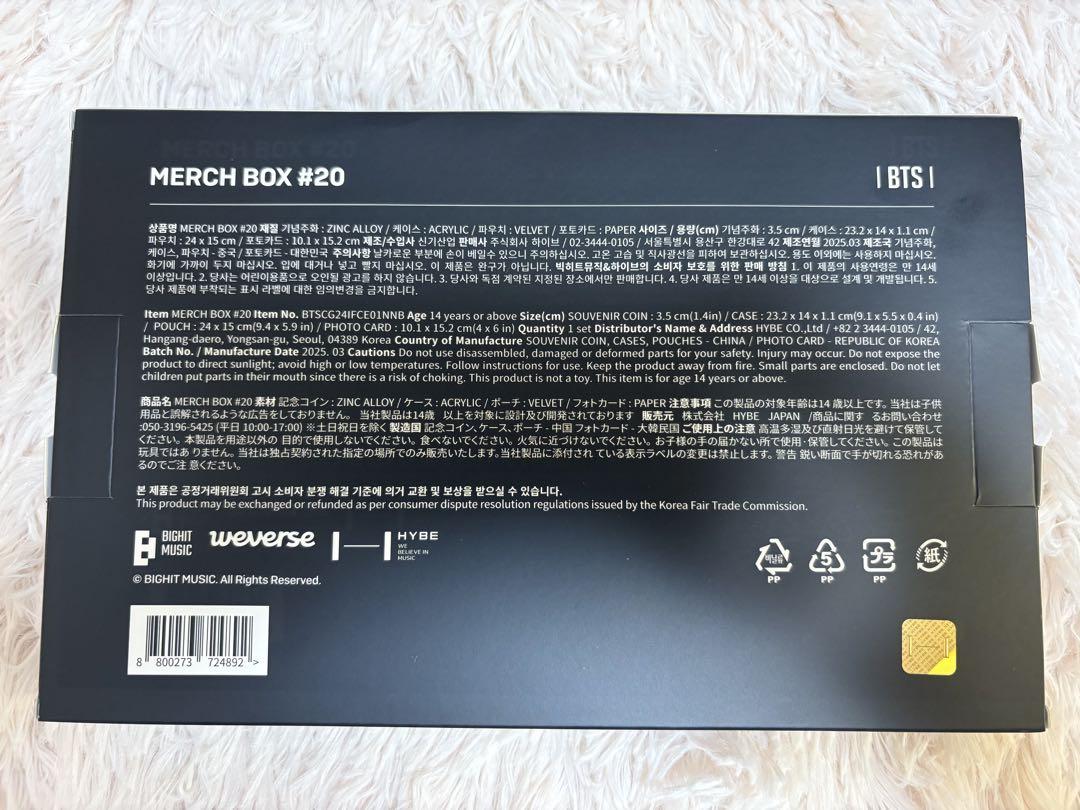 MERCH BOX #20
|BTS|
상품명 MERCH BOX #20 재질 기념주화 : ZINC ALLOY / 케이스 : ACRYLIC / 파우치 : VELVET / 포토카드 : PAPER 사이즈 / 용량(cm) 기념주화 : 3.5 cm / 케이스 : 23.2 x 14 x 1.1 cm /
파우치 : 24 x 15 cm / 포토카드 : 10.1 x 15.2 cm 제조/수입사 신기산업 판매사 주식회사 하이브 / 02-3444-0105 / 서울특별시 용산구 한강대로 42 제조연월 2025.03 제조국 기념주화,
케이스, 파우치 - 중국 / 포토카드 - 대한민국 주의사항 날카로운 부분에 손이 베일수 있으니 주의하십시오. 고온 고습 및 직사광선을 피하여 보관하십시오. 용도 이외에는 사용하지 마십시오.
화기에 가까이 두지 마십시오. 입에 대거나 넣고 빨지 마십시오. 이 제품은 완구가 아닙니다. 빅히트뮤직&하이브의 소비자 보호를 위한 판매 방침 1. 이 제품의 사용연령은 만 14세
이상입니다. 2. 당사는 어린이용품으로 오인될 광고를 하지 않습니다. 3. 당사와 독점 계약된 지정된 장소에서만 판매합니다. 4. 당사 제품은 만 14세 이상을 대상으로 설계 및 개발됩니다. 5.
당사 제품에 부착되는 표시 라벨에 대한 임의변경을 금지합니다.
Item MERCH BOX #20 Item No. BTSCG24IFCE01NNB Age 14 years or above Size(cm) SOUVENIR COIN : 3.5 cm(1.4in) / CASE : 23.2 x 14 x 1.1 cm(9.1 x 5.5 x 0.4 in)
/ POUCH : 24 x 15 cm(9.4 x 5.9 in) / PHOTO CARD : 10.1 x 15.2 cm(4 x 6 in) Quantity 1 set Distributor's Name & Address HYBE CO.,Ltd / +82 2 3444-0105 / 42,
Hangang-daero, Yongsan-gu, Seoul, 04389 Korea Country of Manufacture SOUVENIR COIN, CASES, POUCHES - CHINA / PHOTO CARD - REPUBLIC OF KOREA
Batch No. / Manufacture Date 2025. 03 Cautions Do not use disassembled, damaged or deformed parts for your safety. Injury may occur. Do not expose the
product to direct sunlight; avoid high or low temperatures. Follow instructions for use. Keep the product away from fire. Small parts are enclosed. Do not let
children put parts in their mouth since there is a risk of choking. This product is not a toy. This item is for age 14 years or above.
商品名 MERCH BOX #20 素材 記念コイン : ZINC ALLOY / ケース : ACRYLIC / ポーチ : VELVET / フォトカード : PAPER 注意事項 この製品の対象年齢は14 歳以上です。当社は子供
用品と誤解されるような広告をしておりません。 当社製品は14歳 以上を対象に設計及び開発されております 販売元 株式会社 HYBE JAPAN /商品に関す るお問い合わせ
:050-3196-5425 (平日 10:00-17:00) ※土日祝日を除く 製造国 記念コイン、ケース、ポーチ - 中国 フォトカード - 大韓民国 ご使用上の注意 高温多湿及び直射日光を避けて保管して
ください。本製品を用途以外の 目的で使用しないでください。食べないでください。火気に近づけないでください。お子様の手の届かない所で使用·保管してください。この製品は
玩具ではあ りません。当社は独占契約された指定の場所でのみ販売いたします。当社製品に添付され ている表示ラベルの変更は禁止します。警告 鋭い断面で手が切れる恐れがあ
るのでご注 意ください。
본 제품은 공정거래위원회 고시 소비자 분쟁 해결 기준에 의거 교환 및 보상을 받으실 수 있습니다.
This product may be exchanged or refunded as per consumer dispute resolution regulations issued by the Korea Fair Trade Commission.
BIGHIT
MUSIC
weverse
HYBE
WE
BELIEVE IN
MUSIC
비닐류
PP
5
PP
プラ
PP
紙
© BIGHIT MUSIC. All Rights Reserved.
8 800273 724892 >